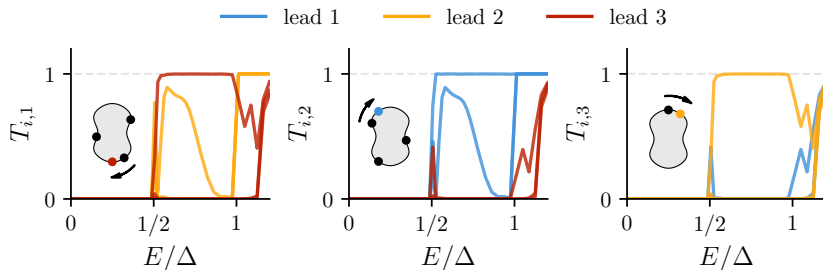 lead 1 lead 2 lead 3
T_{i,1} T_{i,2} T_{i,3}
1 1 1
0 0 0
0 1/2 1 0 1/2 1 0 1/2 1
E/Δ E/Δ E/Δ